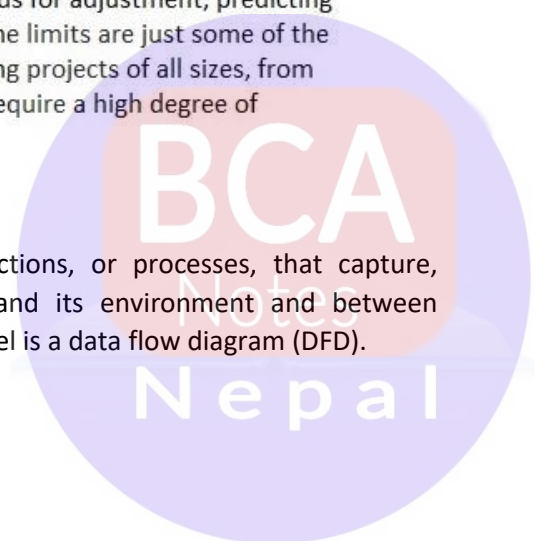 for adjustment, predicting
ne limits are just some of the
ng projects of all sizes, from
equire a high degree of
BCA
ctions, or processes, that capture,
Notes
and its environment and between
el is a data flow diagram (DFD).
Nepal